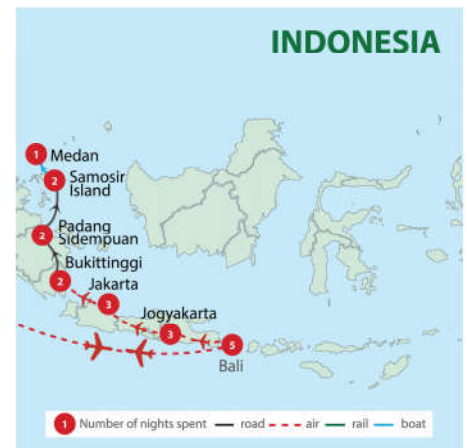 INDONESIA
1 Medan
2 Samosir
Island
2 Padang
Sidempuan
Bukittinggi
2
Jakarta
3
Jogyakarta
3
5
Bali
1 Number of nights spent road air rail boat